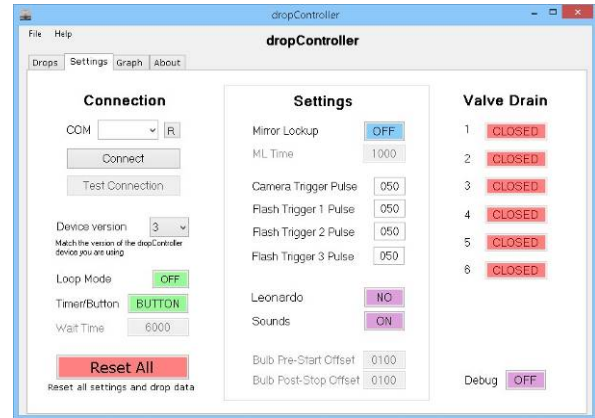 dropController
File Help
dropController
Drops Settings Graph About
Connection
COM R
Connect
Test Connection
Device version 3
Match the version of the dropController
device you are using
Loop Mode OFF
Timer/Button BUTTON
Wait Time 6000
Reset All
Reset all settings and drop data
Settings
Mirror Lockup OFF
ML Time 1000
Camera Trigger Pulse 050
Flash Trigger 1 Pulse 050
Flash Trigger 2 Pulse 050
Flash Trigger 3 Pulse 050
Leonardo NO
Sounds ON
Bulb Pre-Start Offset 0100
Bulb Post-Stop Offset 0100
Valve Drain
1 CLOSED
2 CLOSED
3 CLOSED
4 CLOSED
5 CLOSED
6 CLOSED
Debug OFF